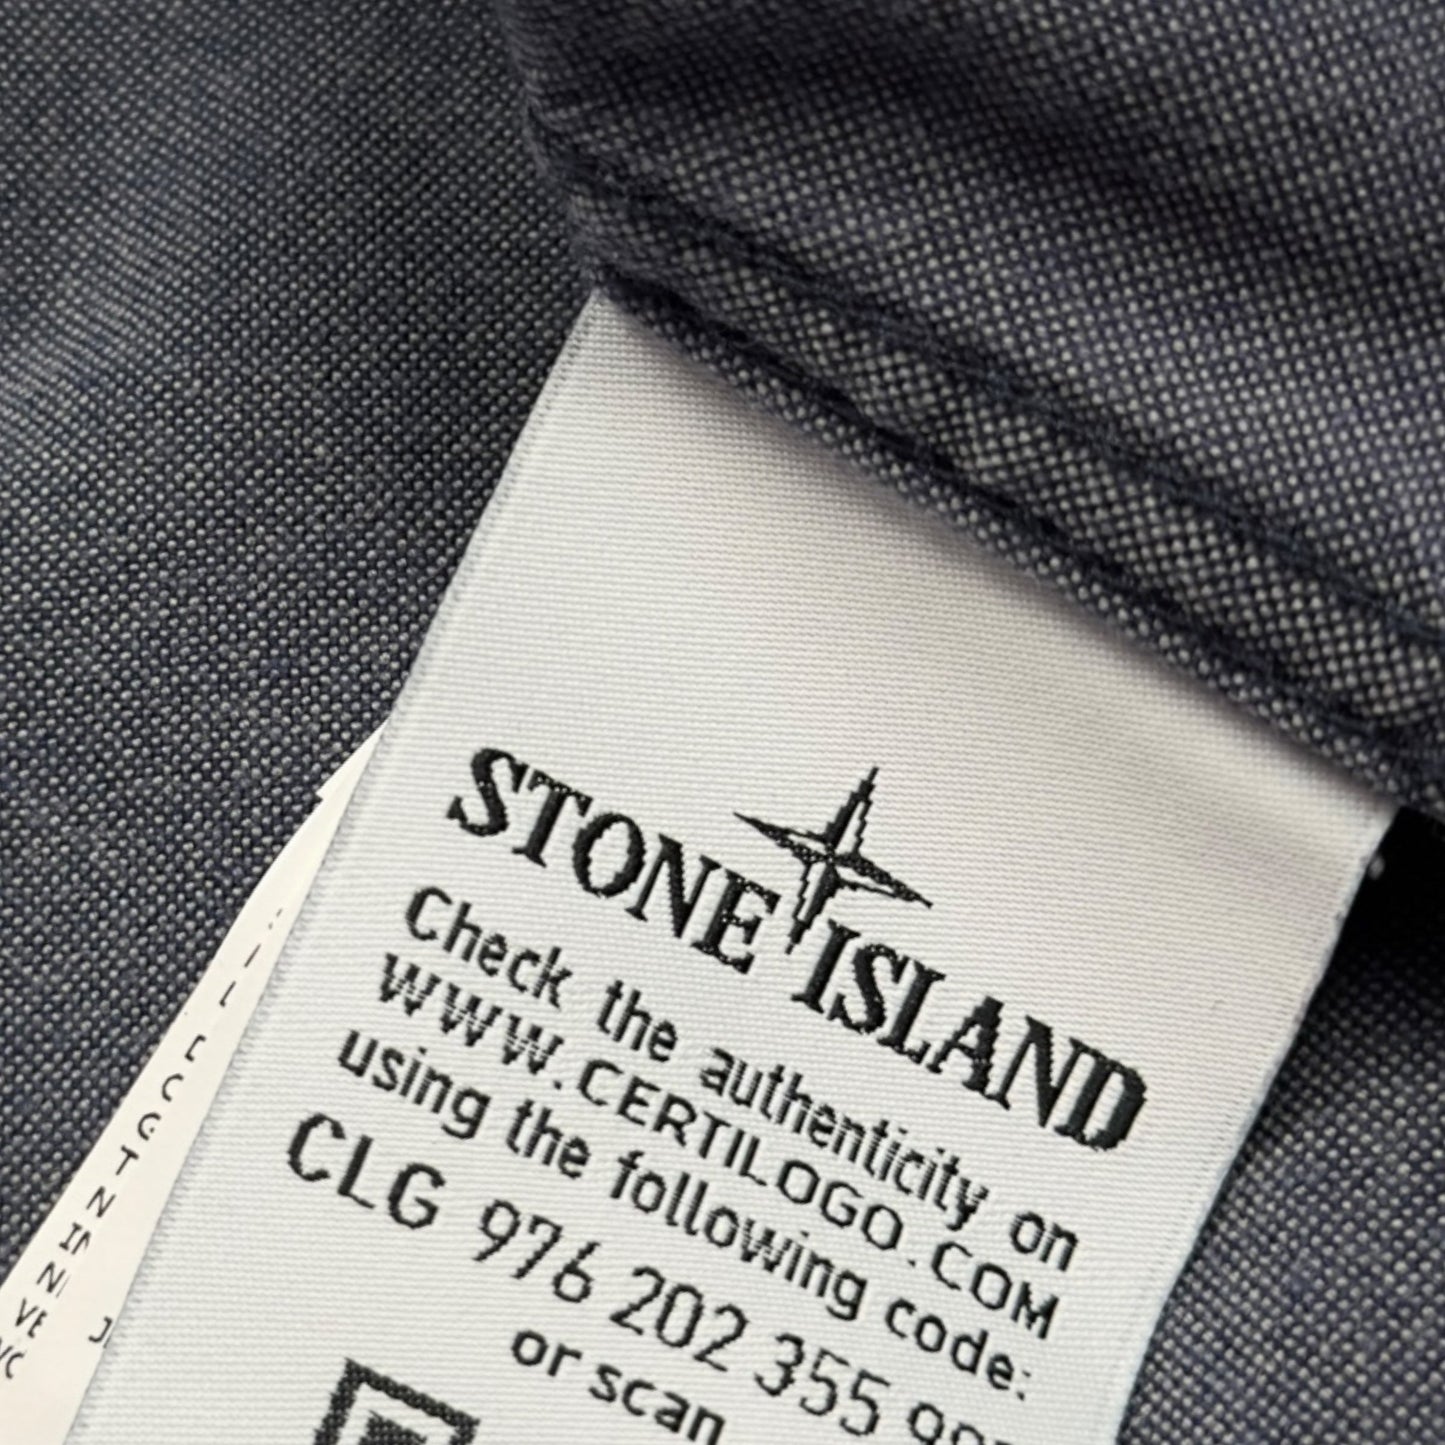 STONE ISLAND
Check the authenticity on
WWW.CERTILOGO.COM
using the following code:
CLG 976 202 355
or scan